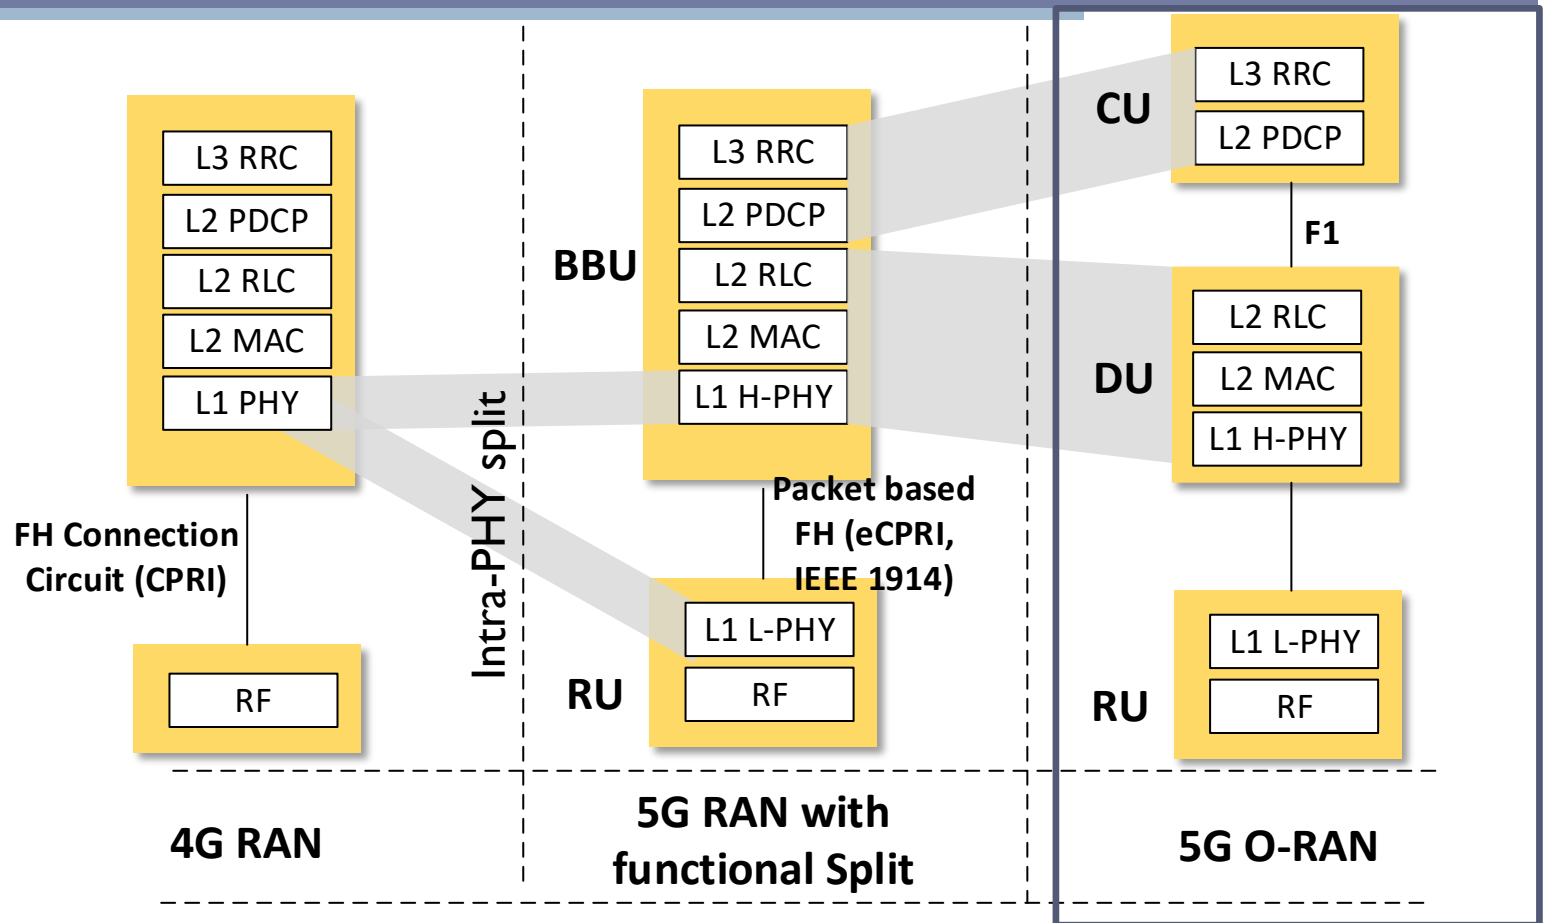 L3 RRC
L2 PDCP
L2 RLC
L2 MAC
L1 PHY
FH Connection
Circuit (CPRI)
RF
4G RAN
Intra-PHY split
BBU
L3 RRC
L2 PDCP
L2 RLC
L2 MAC
L1 H-PHY
Packet based
FH (eCPRI,
IEEE 1914)
RU
L1 L-PHY
RF
5G RAN with
functional Split
CU
L3 RRC
L2 PDCP
F1
DU
L2 RLC
L2 MAC
L1 H-PHY
RU
L1 L-PHY
RF
5G O-RAN